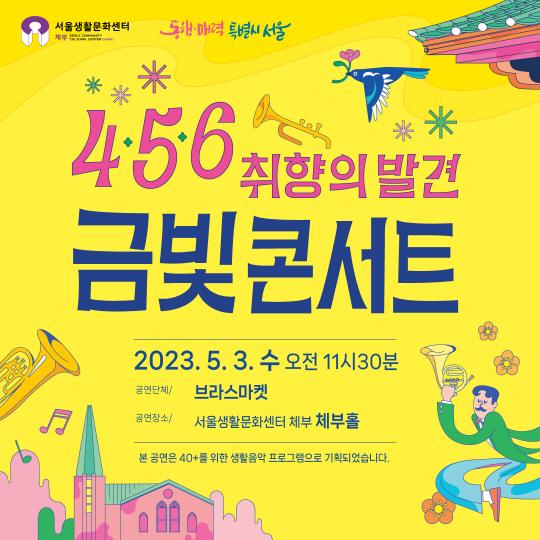 서울생활문화센터
체부 SEOUL COMMUNITY CULTURAL CENTER CHEBU
동행·매력 특별시 서울
4·5·6 취향의 발견
금빛 콘서트
2023. 5. 3. 수 오전 11시30분
공연단체/ 브라스마켓
공연장소/ 서울생활문화센터 체부 체부홀
본 공연은 40+를 위한 생활음악 프로그램으로 기획되었습니다.